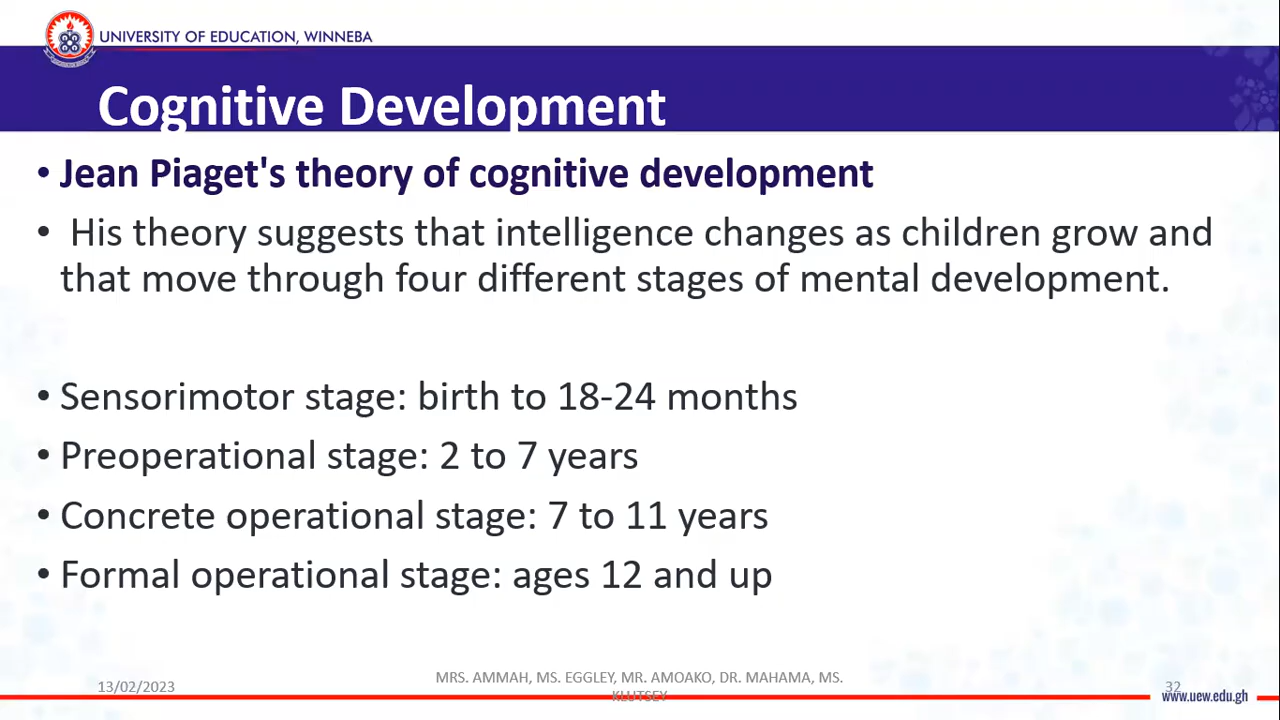 UNIVERSITY OF EDUCATION, WINNEBA
Cognitive Development
• Jean Piaget's theory of cognitive development
• His theory suggests that intelligence changes as children grow and
that move through four different stages of mental development.
• Sensorimotor stage: birth to 18-24 months
• Preoperational stage: 2 to 7 years
• Concrete operational stage: 7 to 11 years
• Formal operational stage: ages 12 and up
13/02/2023
MRS. AMMAH, MS. EGGLEY, MR. AMOAKO, DR. MAHAMA, MS.
KLUTSEY
32
www.uew.edu.gh